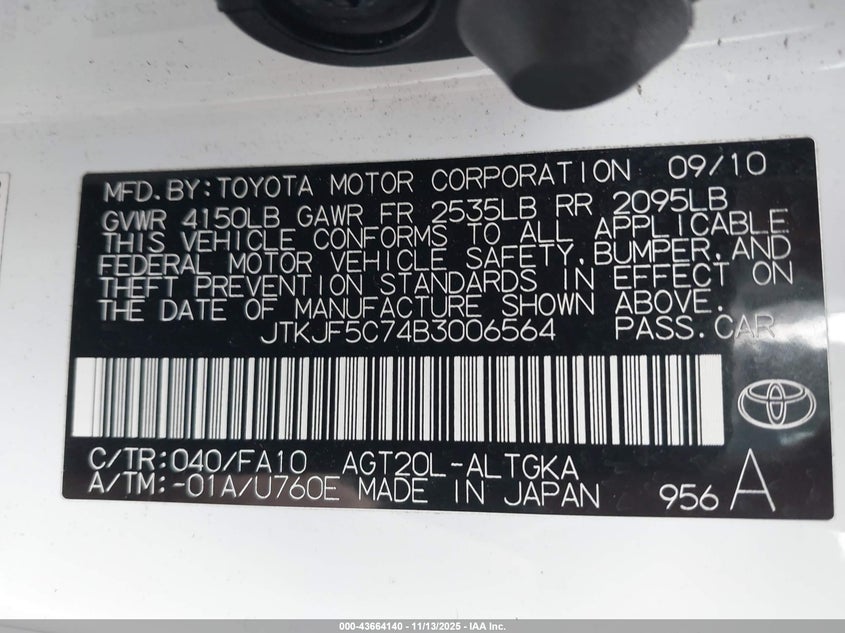 MFD. BY: TOYOTA MOTOR CORPORATION 09/10
GVWR 4150LB GAWR FR 2535LB RR 2095LB
THIS VEHICLE CONFORMS TO ALL APPLICABLE
FEDERAL MOTOR VEHICLE SAFETY, BUMPER, AND
THEFT PREVENTION STANDARDS IN EFFECT ON
THE DATE OF MANUFACTURE SHOWN ABOVE.
JTKJF5C74B3006564 PASS. CAR
C/TR:040/FA10 AGT20L-ALTGKA
A/TM:-01A/U760E MADE IN JAPAN 956 A
000-43664140 - 11/13/2025 - IAA Inc.